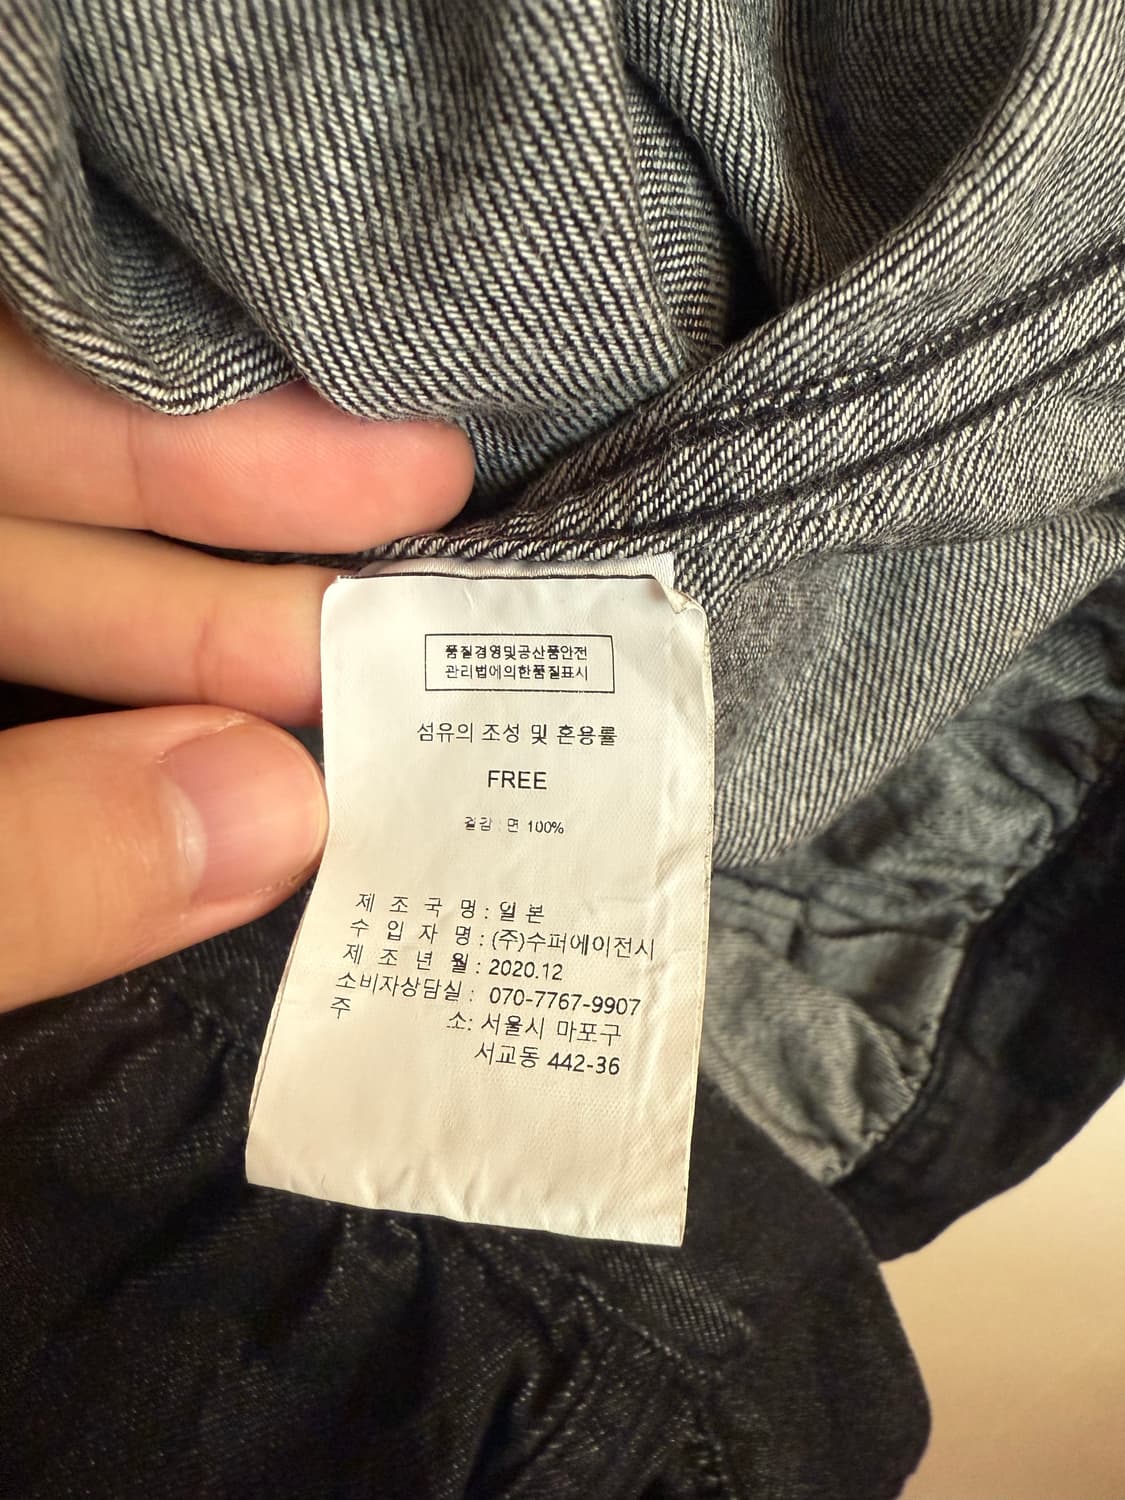 품질경영및공산품안전
관리법에의한품질표시
섬유의 조성 및 혼용률
FREE
겉감 : 면 100%
제 조 국 명 : 일 본
수 입 자 명 : (주)수퍼에이전시
제 조 년 월 : 2020.12
소비자상담실 : 070-7767-9907
주 소: 서울시 마포구
서교동 442-36